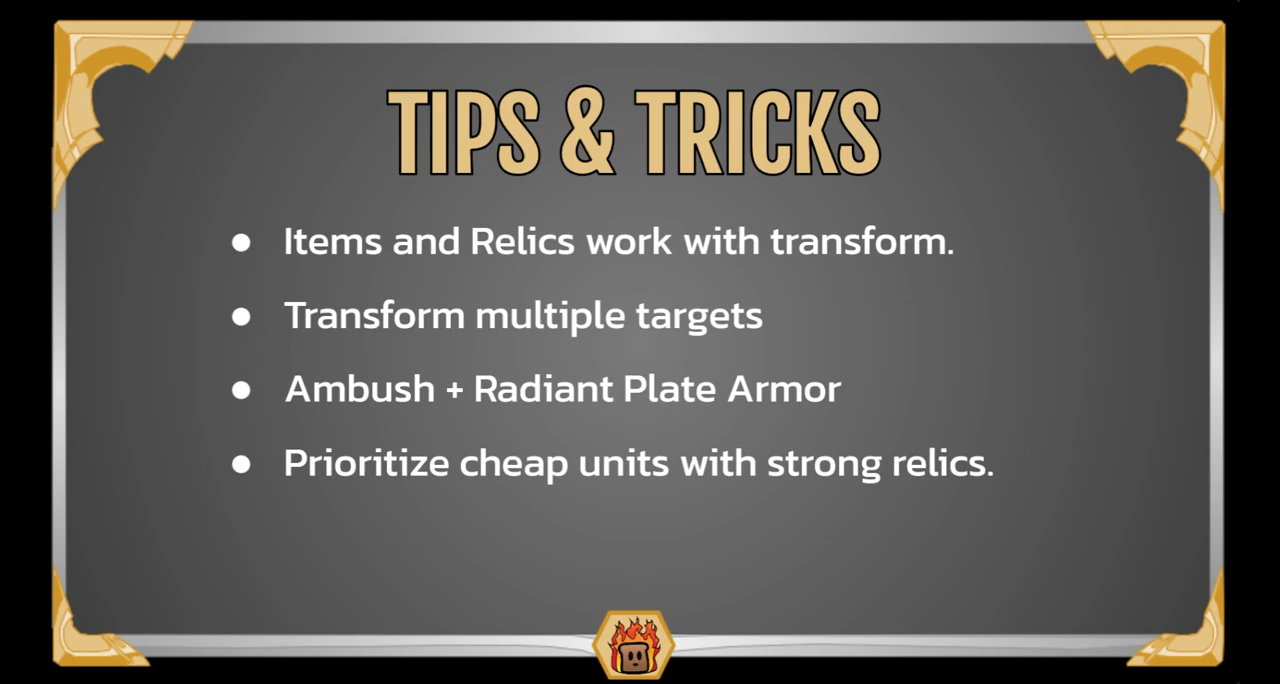 TIPS & TRICKS
● Items and Relics work with transform.
● Transform multiple targets
● Ambush + Radiant Plate Armor
● Prioritize cheap units with strong relics.